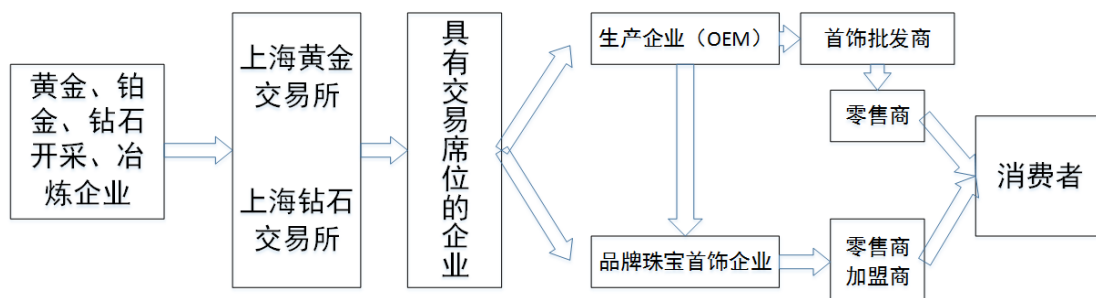 黄金、铂
金、钻石
开采、冶
炼企业
上海黄金
交易所
上海钻石
交易所
具有交易席位的企业
生产企业（OEM）
首饰批发商
零售商
品牌珠宝首饰企业
零售商
加盟商
消费者